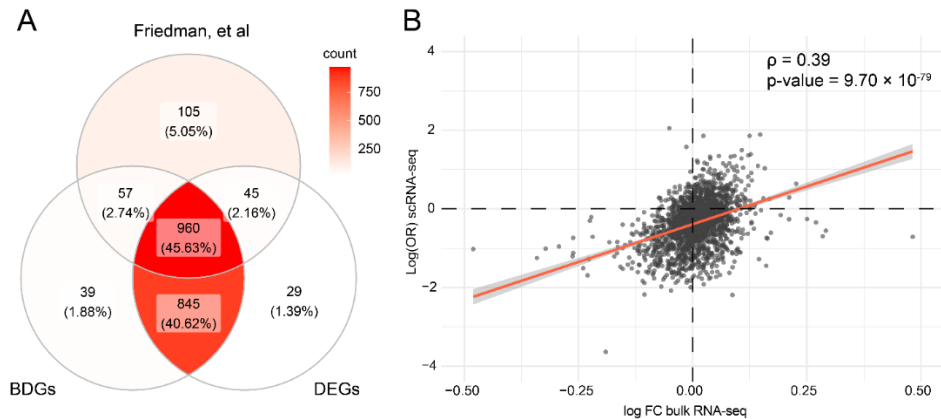 A
Friedman, et al
count
750
500
250
105
(5.05%)
57
(2.74%)
45
(2.16%)
960
(45.63%)
39
(1.88%)
845
(40.62%)
29
(1.39%)
BDGs
DEGs
B
ρ = 0.39
p-value = 9.70 × 10⁻⁷⁹
Log(OR) scRNA-seq
4
2
0
−2
−4
−0.50
−0.25
0.00
0.25
0.50
log FC bulk RNA-seq